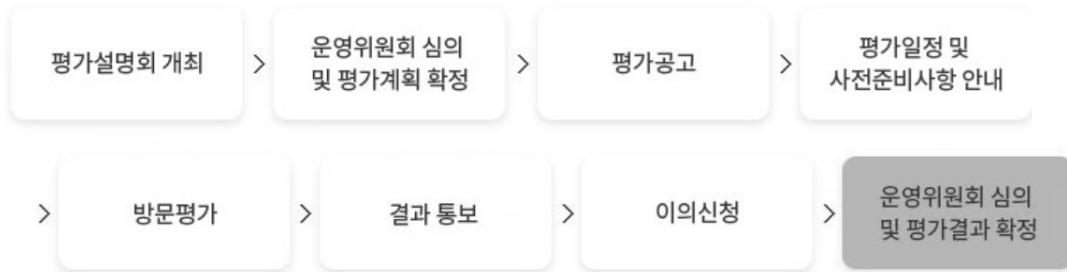 평가설명회 개최
운영위원회 심의
및 평가계획 확정
평가공고
평가일정 및
사전준비사항 안내
방문평가
결과 통보
이의신청
운영위원회 심의
및 평가결과 확정